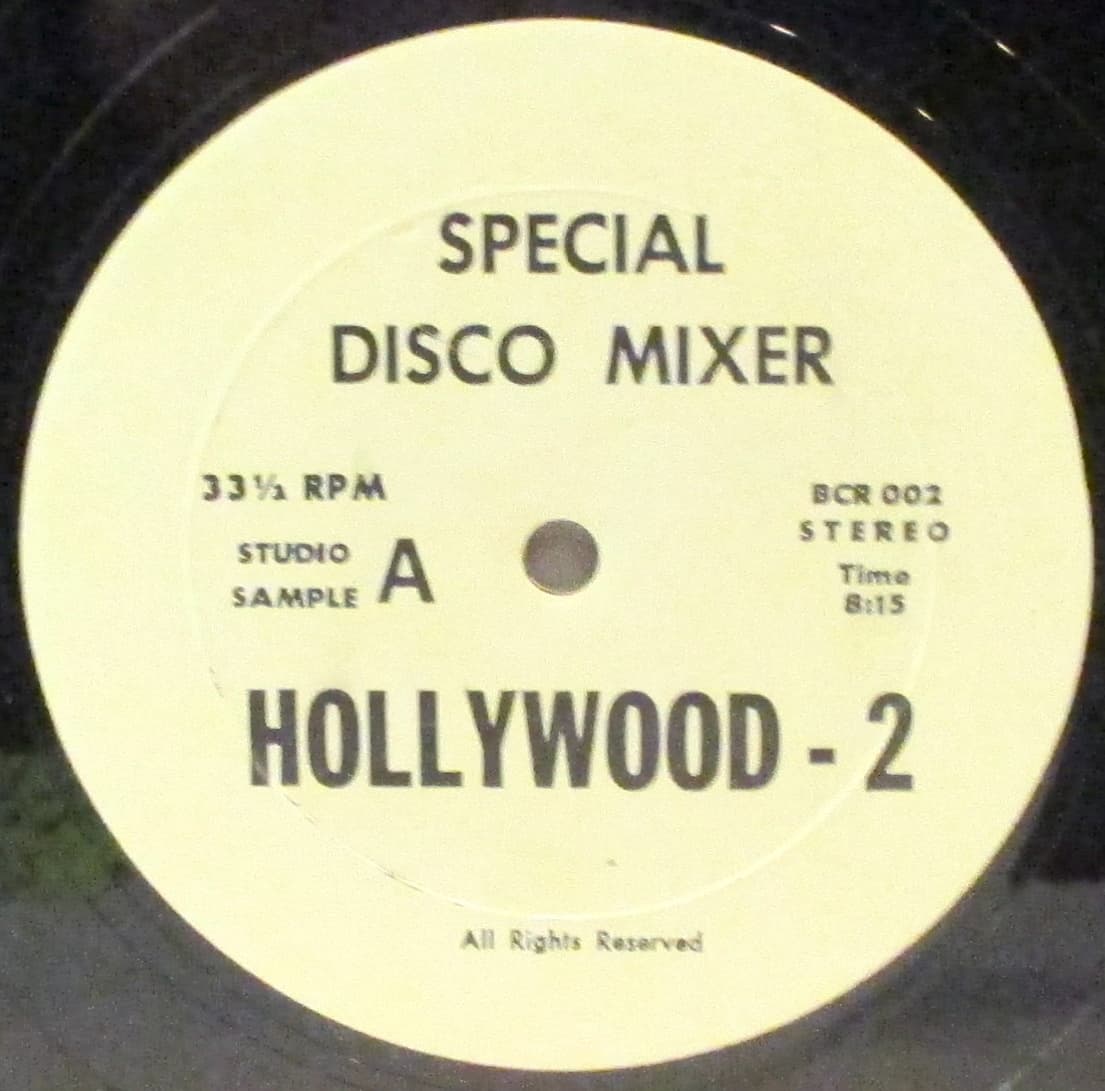 SPECIAL
DISCO MIXER
33⅓ RPM
BCR 002
STUDIO
SAMPLE A
STEREO
Time
8:15
HOLLYWOOD - 2
All Rights Reserved